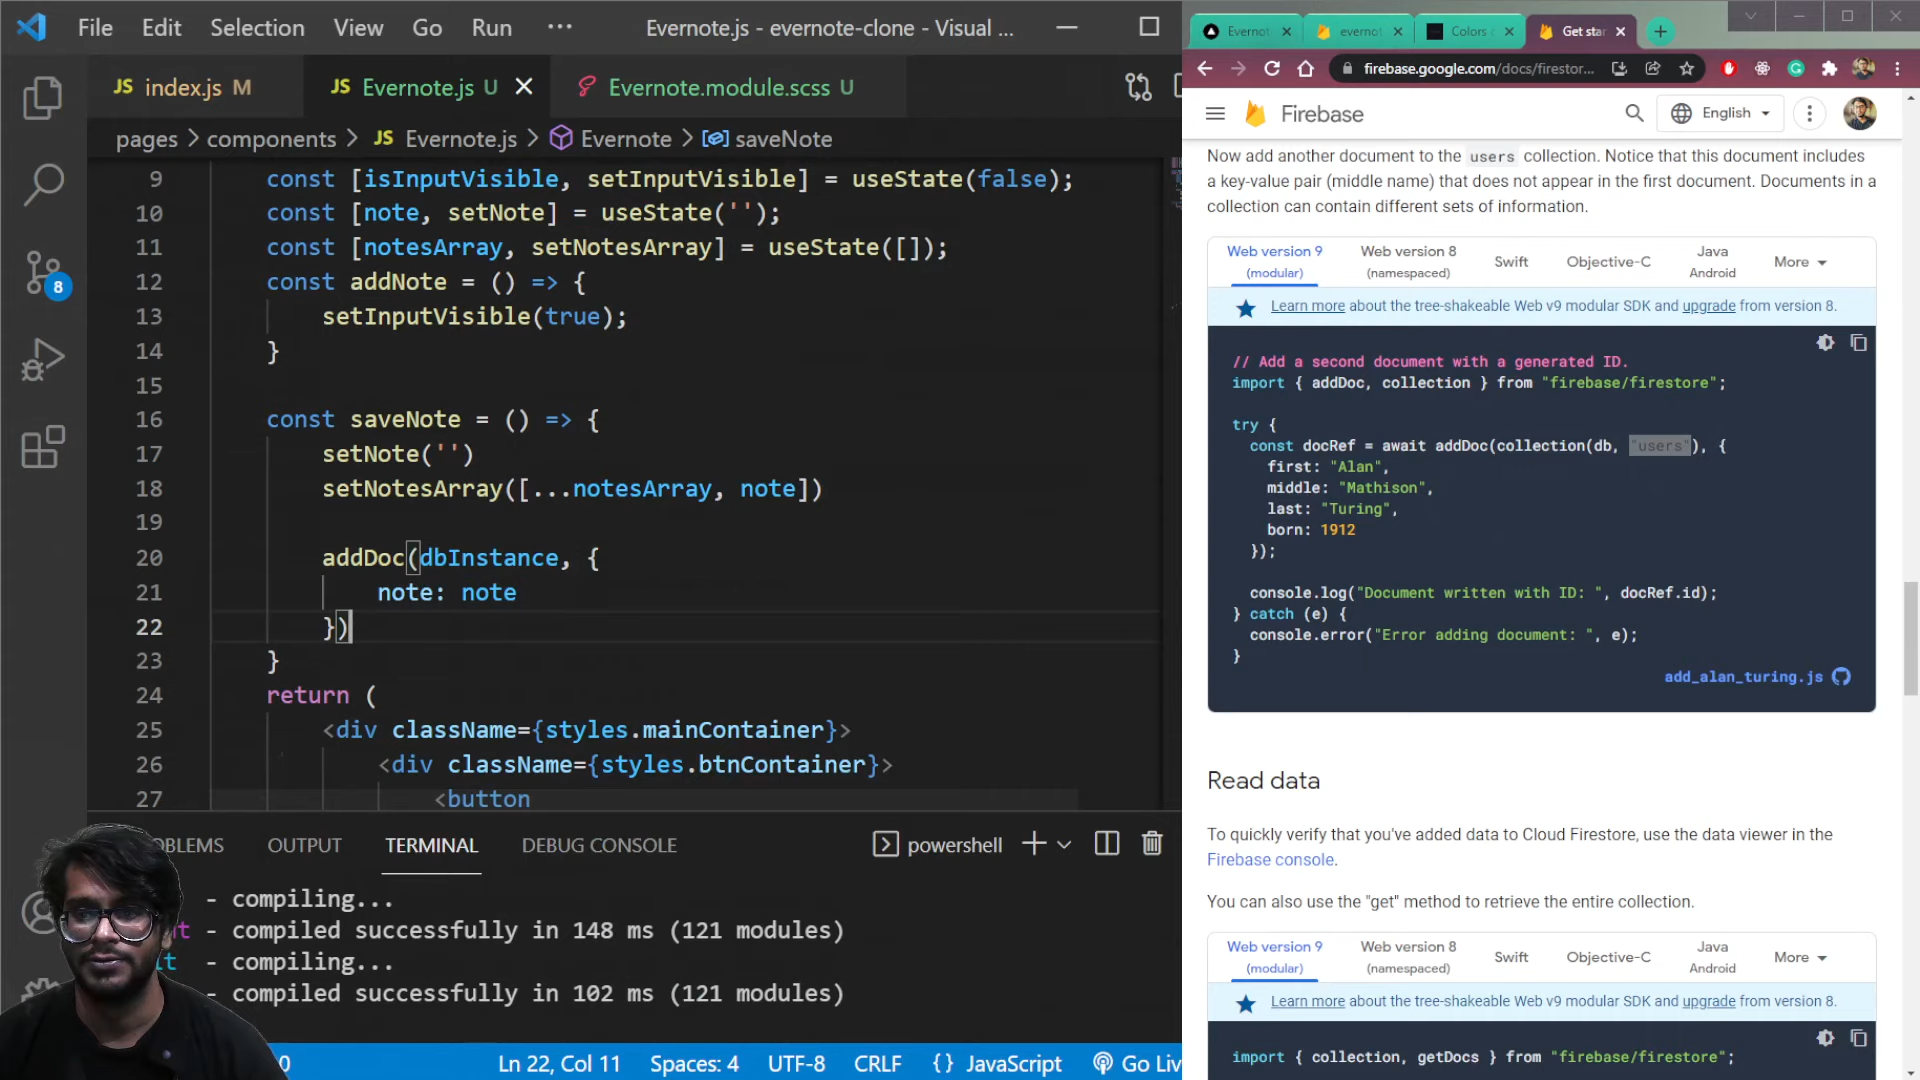 File Edit Selection View Go Run ··· Evernote.js - evernote-clone - Visual ...
JS index.js M JS Evernote.js U Evernote.module.scss U
pages > components > JS Evernote.js > Evernote > saveNote
9 const [isInputVisible, setInputVisible] = useState(false);
10 const [note, setNote] = useState('');
11 const [notesArray, setNotesArray] = useState([]);
12 const addNote = () => {
13 setInputVisible(true);
14 }
15
16 const saveNote = () => {
17 setNote('')
18 setNotesArray([...notesArray, note])
19
20 addDoc(dbInstance, {
21 note: note
22 })
23 }
24 return (
25 <div className={styles.mainContainer}>
26 <div className={styles.btnContainer}>
27 <button
8
OBLEMS OUTPUT TERMINAL DEBUG CONSOLE powershell
- compiling...
t - compiled successfully in 148 ms (121 modules)
it - compiling...
- compiled successfully in 102 ms (121 modules)
0 Ln 22, Col 11 Spaces: 4 UTF-8 CRLF {} JavaScript Go Liv
Evernot evernot Colors Get star
firebase.google.com/docs/firestor...
Firebase English
Now add another document to the users collection. Notice that this document includes
a key-value pair (middle name) that does not appear in the first document. Documents in a
collection can contain different sets of information.
Web version 9 (modular) Web version 8 (namespaced) Swift Objective-C Java Android More
Learn more about the tree-shakeable Web v9 modular SDK and upgrade from version 8.
// Add a second document with a generated ID.
import { addDoc, collection } from "firebase/firestore";
try {
const docRef = await addDoc(collection(db, "users"), {
first: "Alan",
middle: "Mathison",
last: "Turing",
born: 1912
});
console.log("Document written with ID: ", docRef.id);
} catch (e) {
console.error("Error adding document: ", e);
}
add_alan_turing.js
Read data
To quickly verify that you've added data to Cloud Firestore, use the data viewer in the
Firebase console.
You can also use the "get" method to retrieve the entire collection.
Web version 9 (modular) Web version 8 (namespaced) Swift Objective-C Java Android More
Learn more about the tree-shakeable Web v9 modular SDK and upgrade from version 8.
import { collection, getDocs } from "firebase/firestore";